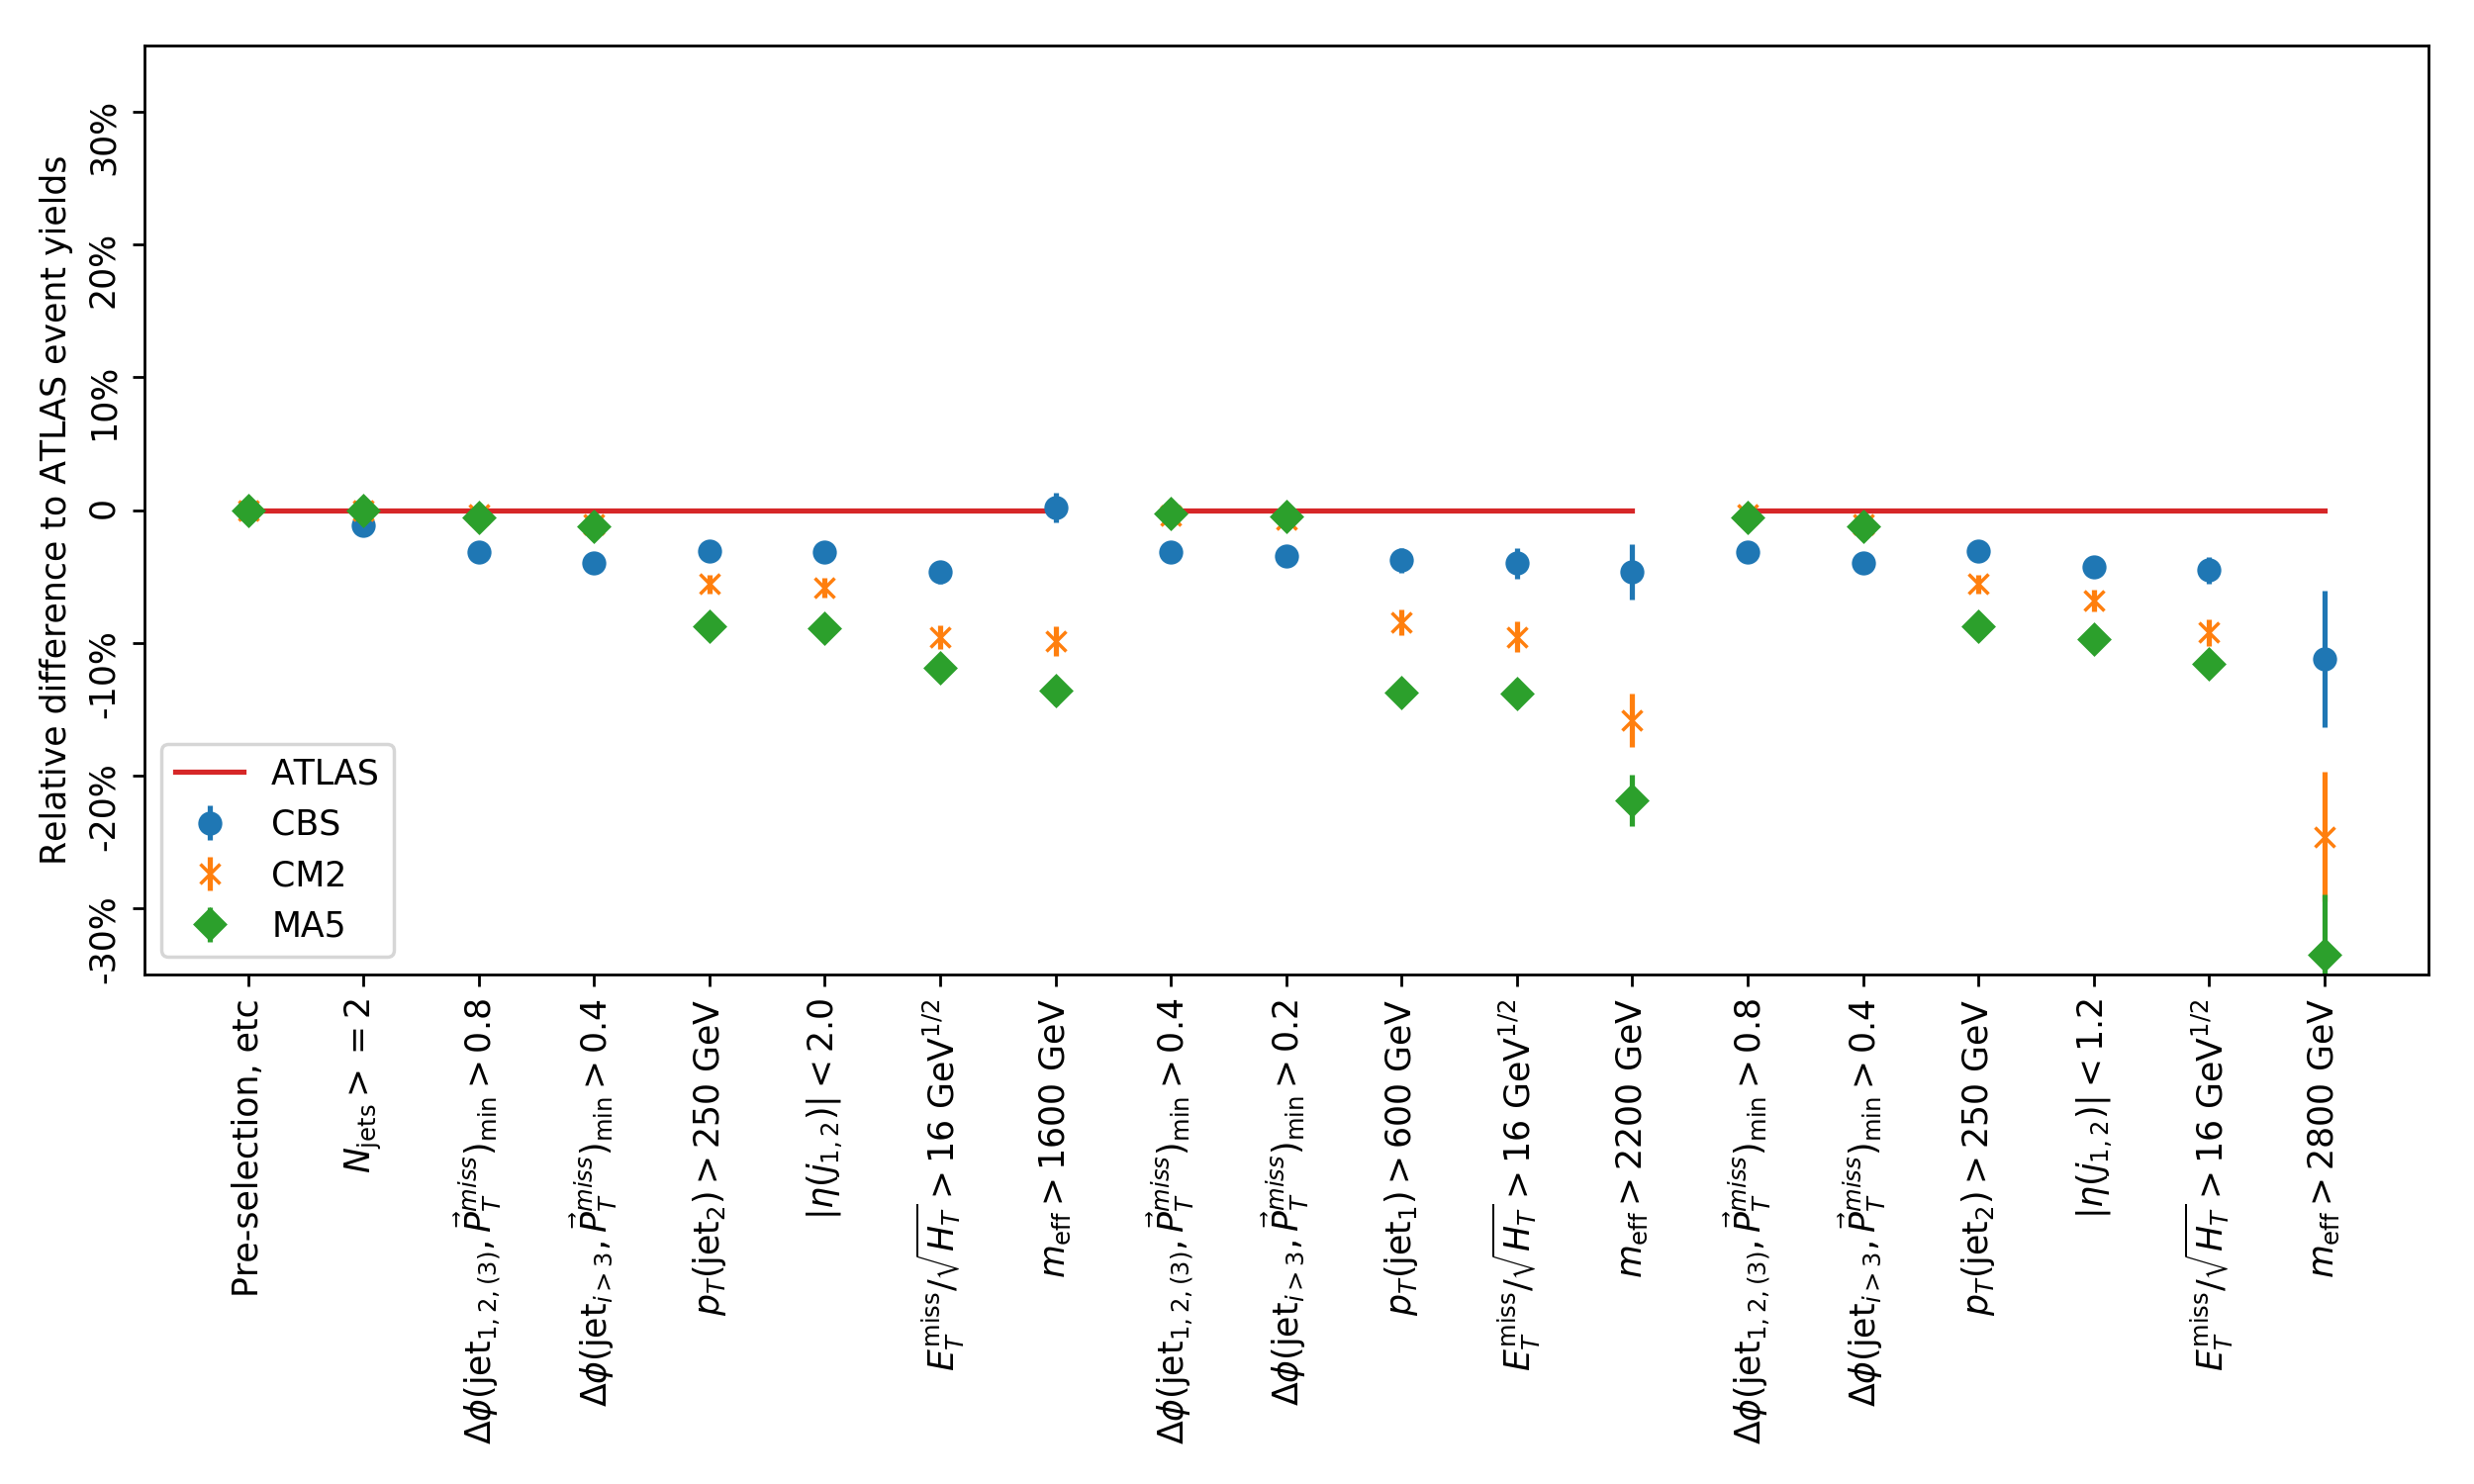 Relative difference to ATLAS event yields
30%
20%
10%
0
-10%
-20%
-30%
ATLAS
CBS
CM2
MA5
Pre-selection, etc
N_jets >= 2
Δϕ(jet_{1, 2, (3)}, P⃗_T^{miss})_min > 0.8
Δϕ(jet_{i > 3}, P⃗_T^{miss})_min > 0.4
p_T(jet_2) > 250 GeV
|η(j_{1, 2})| < 2.0
E_T^{miss}/√H_T > 16 GeV^{1/2}
m_eff > 1600 GeV
Δϕ(jet_{1, 2, (3)}, P⃗_T^{miss})_min > 0.4
Δϕ(jet_{i > 3}, P⃗_T^{miss})_min > 0.2
p_T(jet_1) > 600 GeV
E_T^{miss}/√H_T > 16 GeV^{1/2}
m_eff > 2200 GeV
Δϕ(jet_{1, 2, (3)}, P⃗_T^{miss})_min > 0.8
Δϕ(jet_{i > 3}, P⃗_T^{miss})_min > 0.4
p_T(jet_2) > 250 GeV
|η(j_{1, 2})| < 1.2
E_T^{miss}/√H_T > 16 GeV^{1/2}
m_eff > 2800 GeV